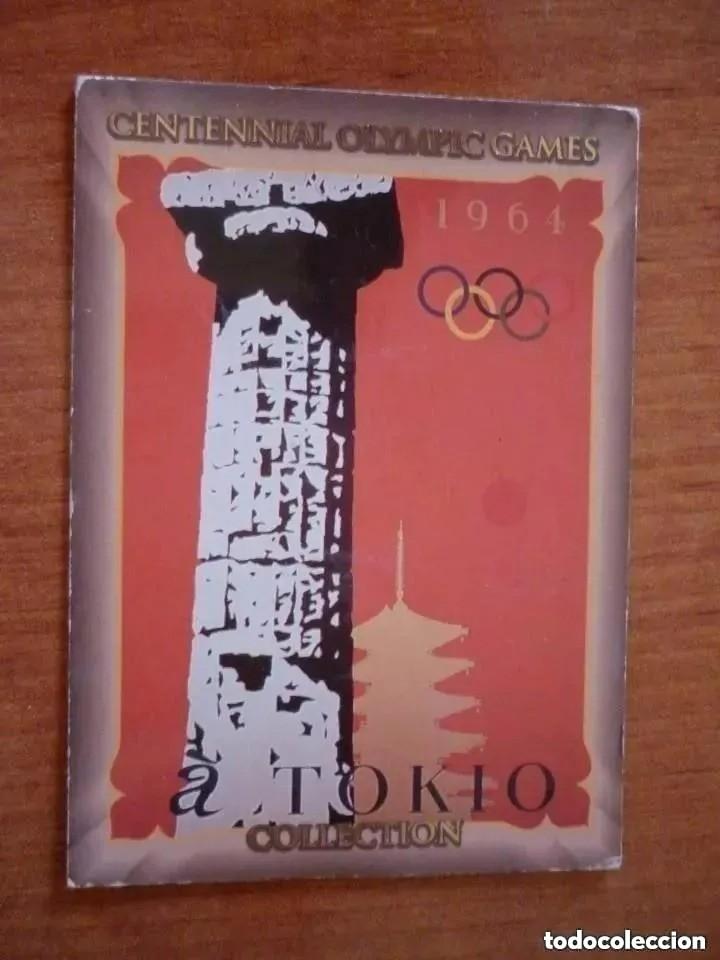 CENTENNIAL OLYMPIC GAMES
1964
a TOKIO
COLLECTION
todocoleccion